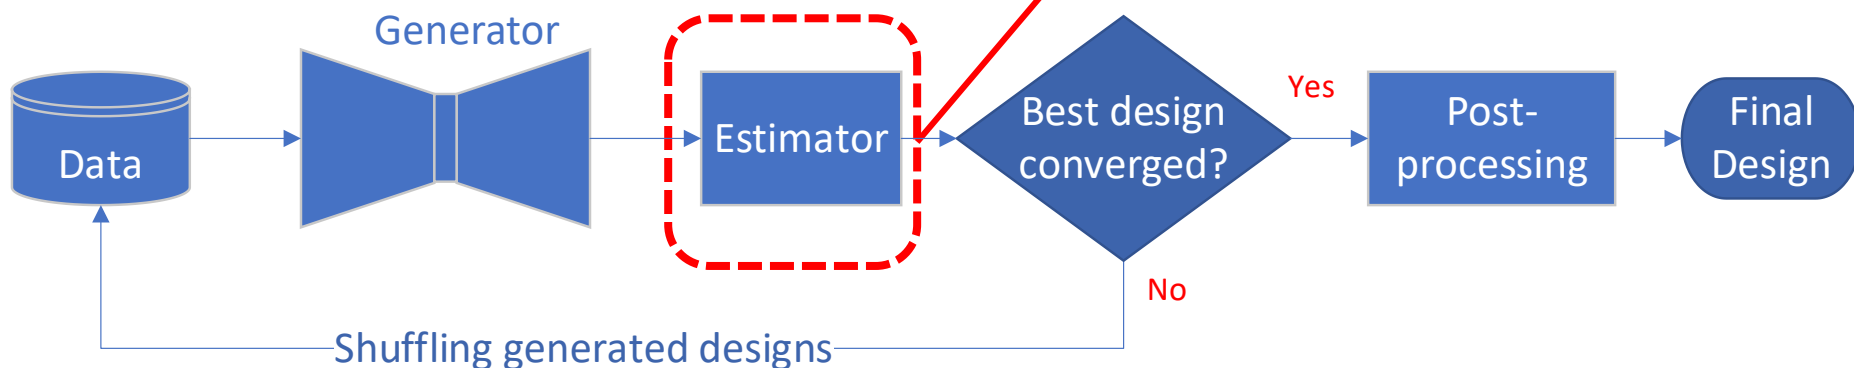 Generator
Data
Estimator
Best design
converged?
Yes
Post-
processing
Final
Design
No
Shuffling generated designs